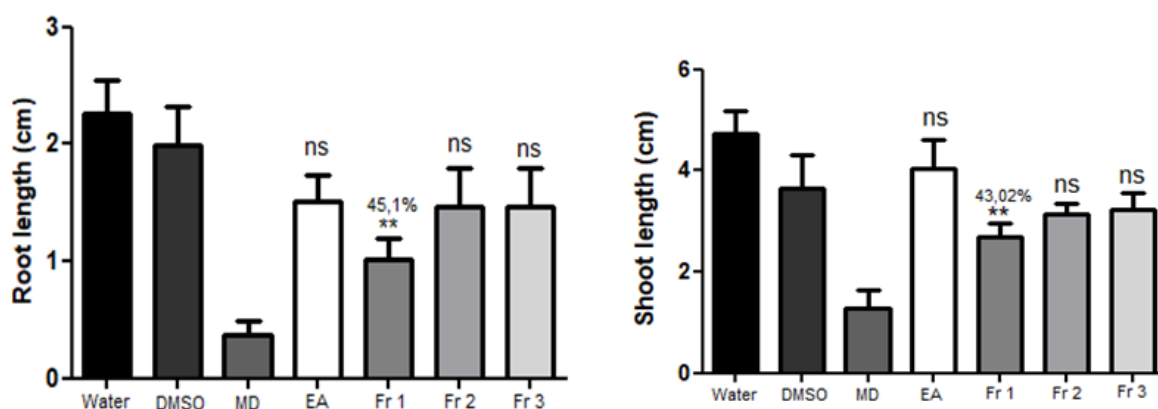 Root length (cm)
3
2
1
0
ns
45,1%
**
ns
ns
Water DMSO MD EA Fr 1 Fr 2 Fr 3
Shoot length (cm)
6
4
2
0
ns
43,02%
**
ns
ns
Water DMSO MD EA Fr 1 Fr 2 Fr 3